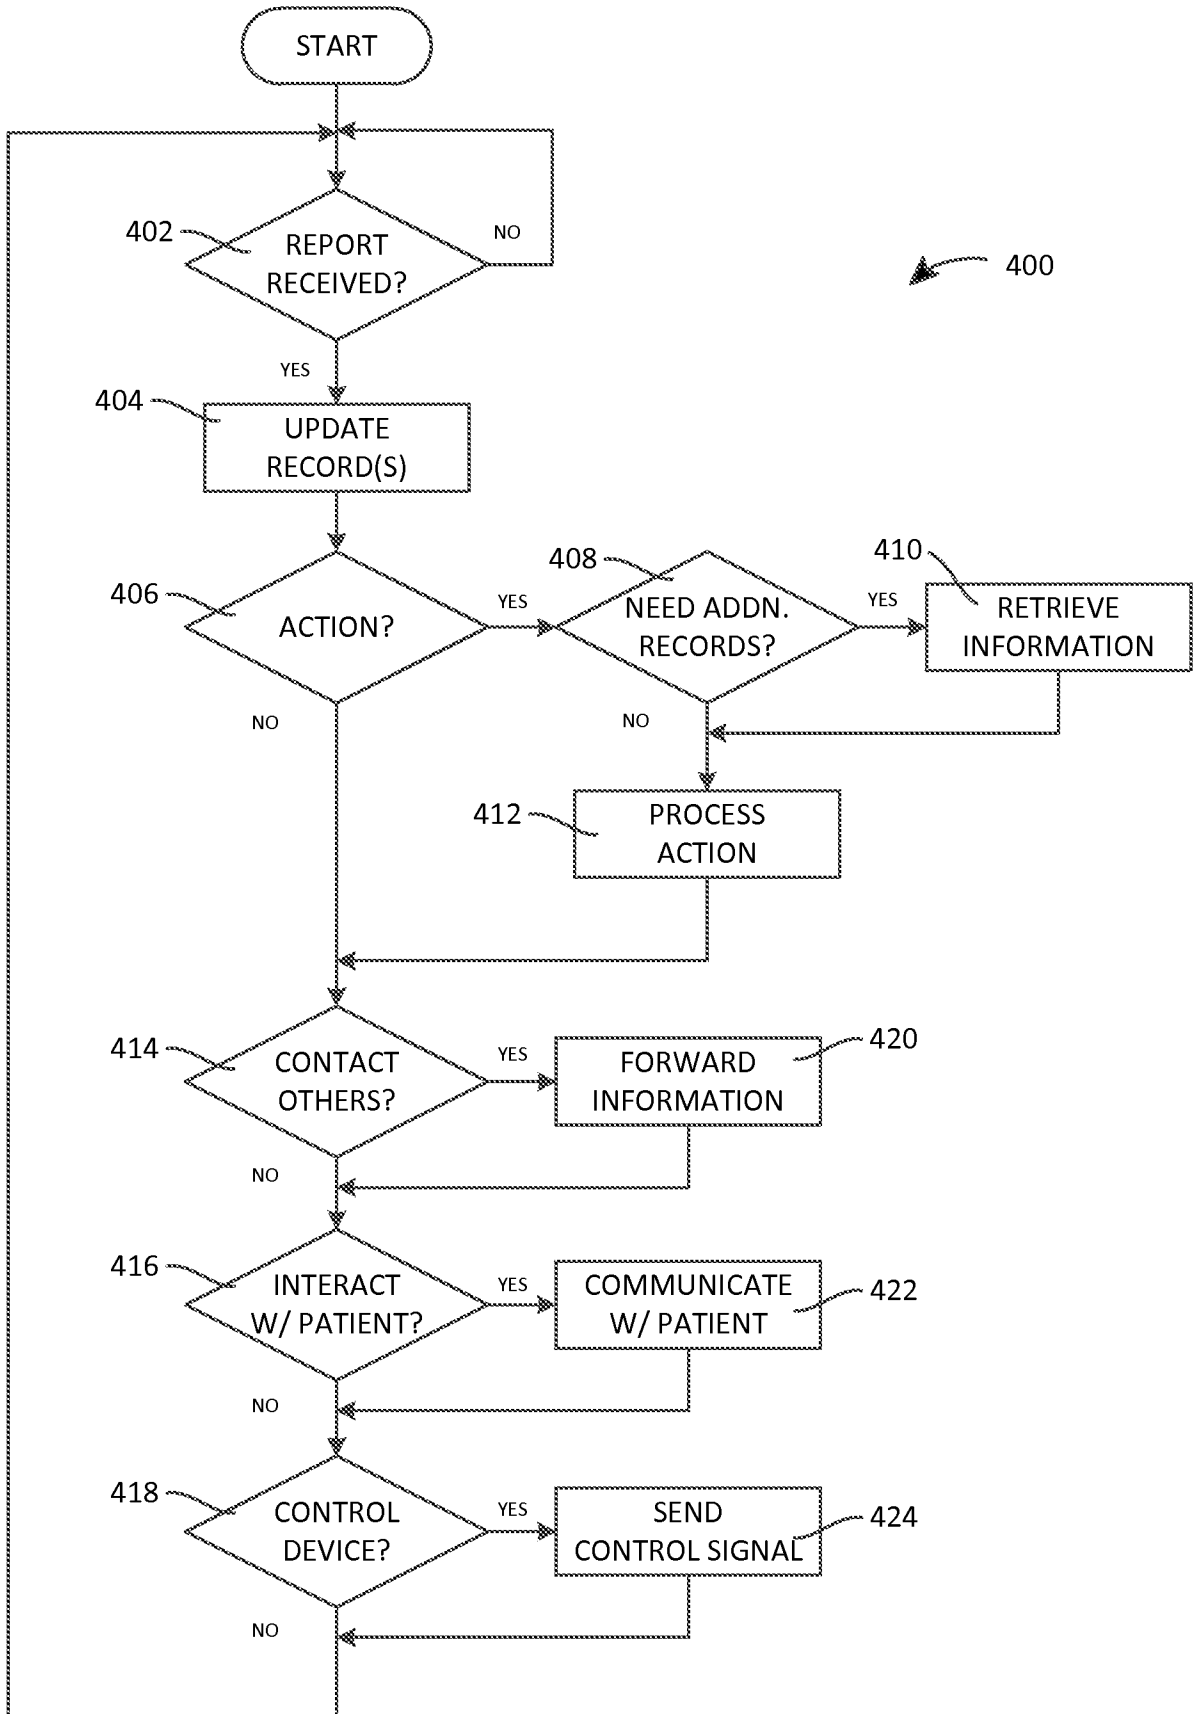 START
402
REPORT
RECEIVED?
NO
400
YES
404
UPDATE
RECORD(S)
406
ACTION?
YES
408
NEED ADDN.
RECORDS?
YES
410
RETRIEVE
INFORMATION
NO
NO
412
PROCESS
ACTION
414
CONTACT
OTHERS?
YES
FORWARD
INFORMATION
420
NO
416
INTERACT
W/ PATIENT?
YES
COMMUNICATE
W/ PATIENT
422
NO
418
CONTROL
DEVICE?
YES
SEND
CONTROL SIGNAL
424
NO